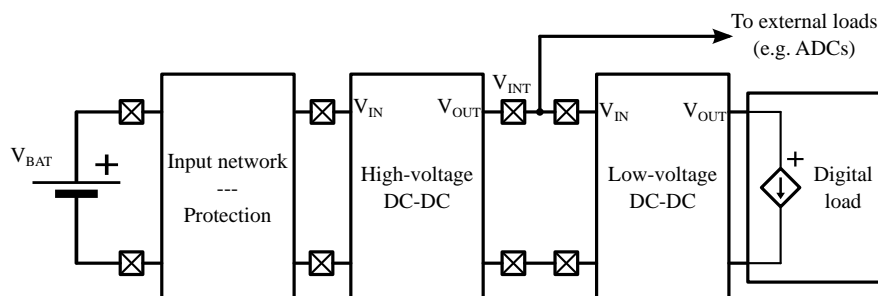 To external loads
(e.g. ADCs)
V_INT
V_IN
V_OUT
V_IN
V_OUT
V_BAT
+
Input network
---
Protection
High-voltage
DC-DC
Low-voltage
DC-DC
+
Digital
load